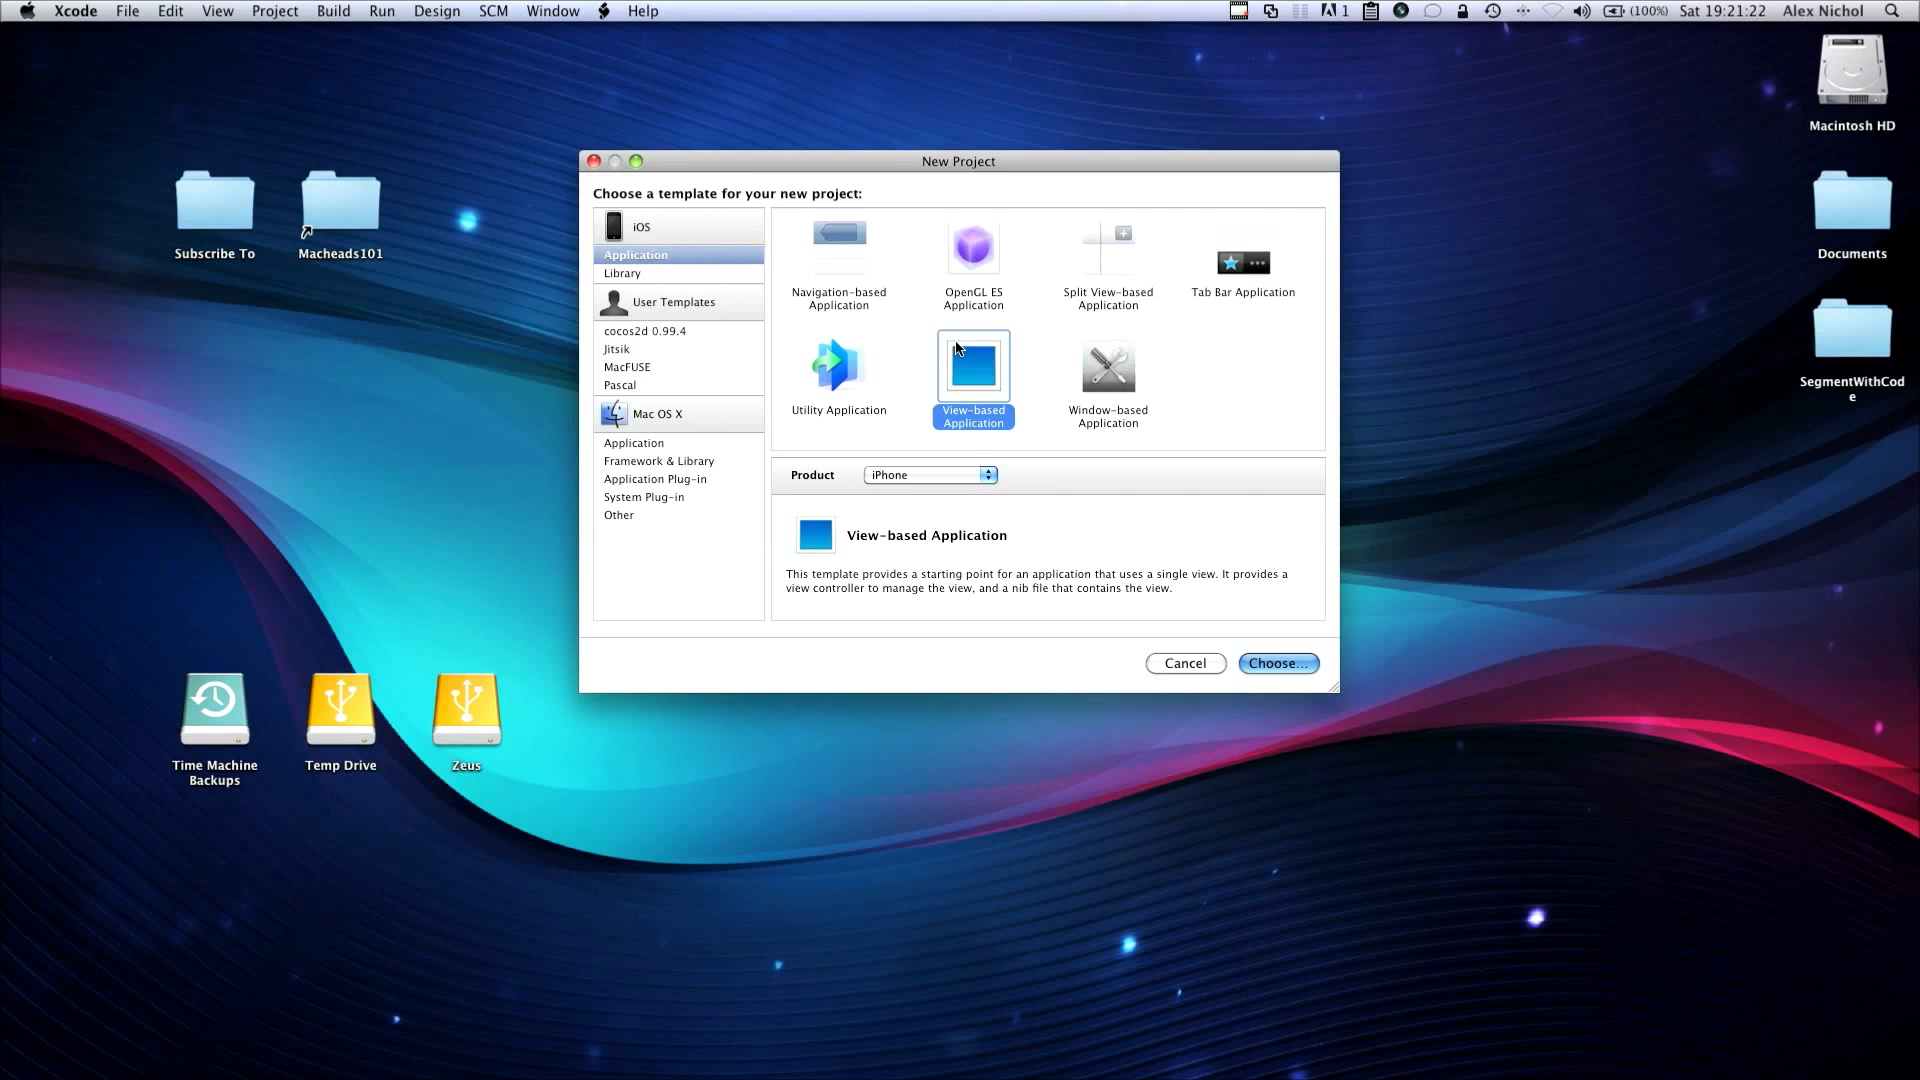 Xcode File Edit View Project Build Run Design SCM Window Help
1 (100%) Sat 19:21:22 Alex Nichol
Macintosh HD
Subscribe To
Macheads101
Documents
SegmentWithCod
e
Time Machine
Backups
Temp Drive
Zeus
New Project
Choose a template for your new project:
iOS
Application
Library
User Templates
cocos2d 0.99.4
Jitsik
MacFUSE
Pascal
Mac OS X
Application
Framework & Library
Application Plug-in
System Plug-in
Other
Navigation-based
Application
OpenGL ES
Application
Split View-based
Application
Tab Bar Application
Utility Application
View-based
Application
Window-based
Application
Product iPhone
View-based Application
This template provides a starting point for an application that uses a single view. It provides a
view controller to manage the view, and a nib file that contains the view.
Cancel Choose...